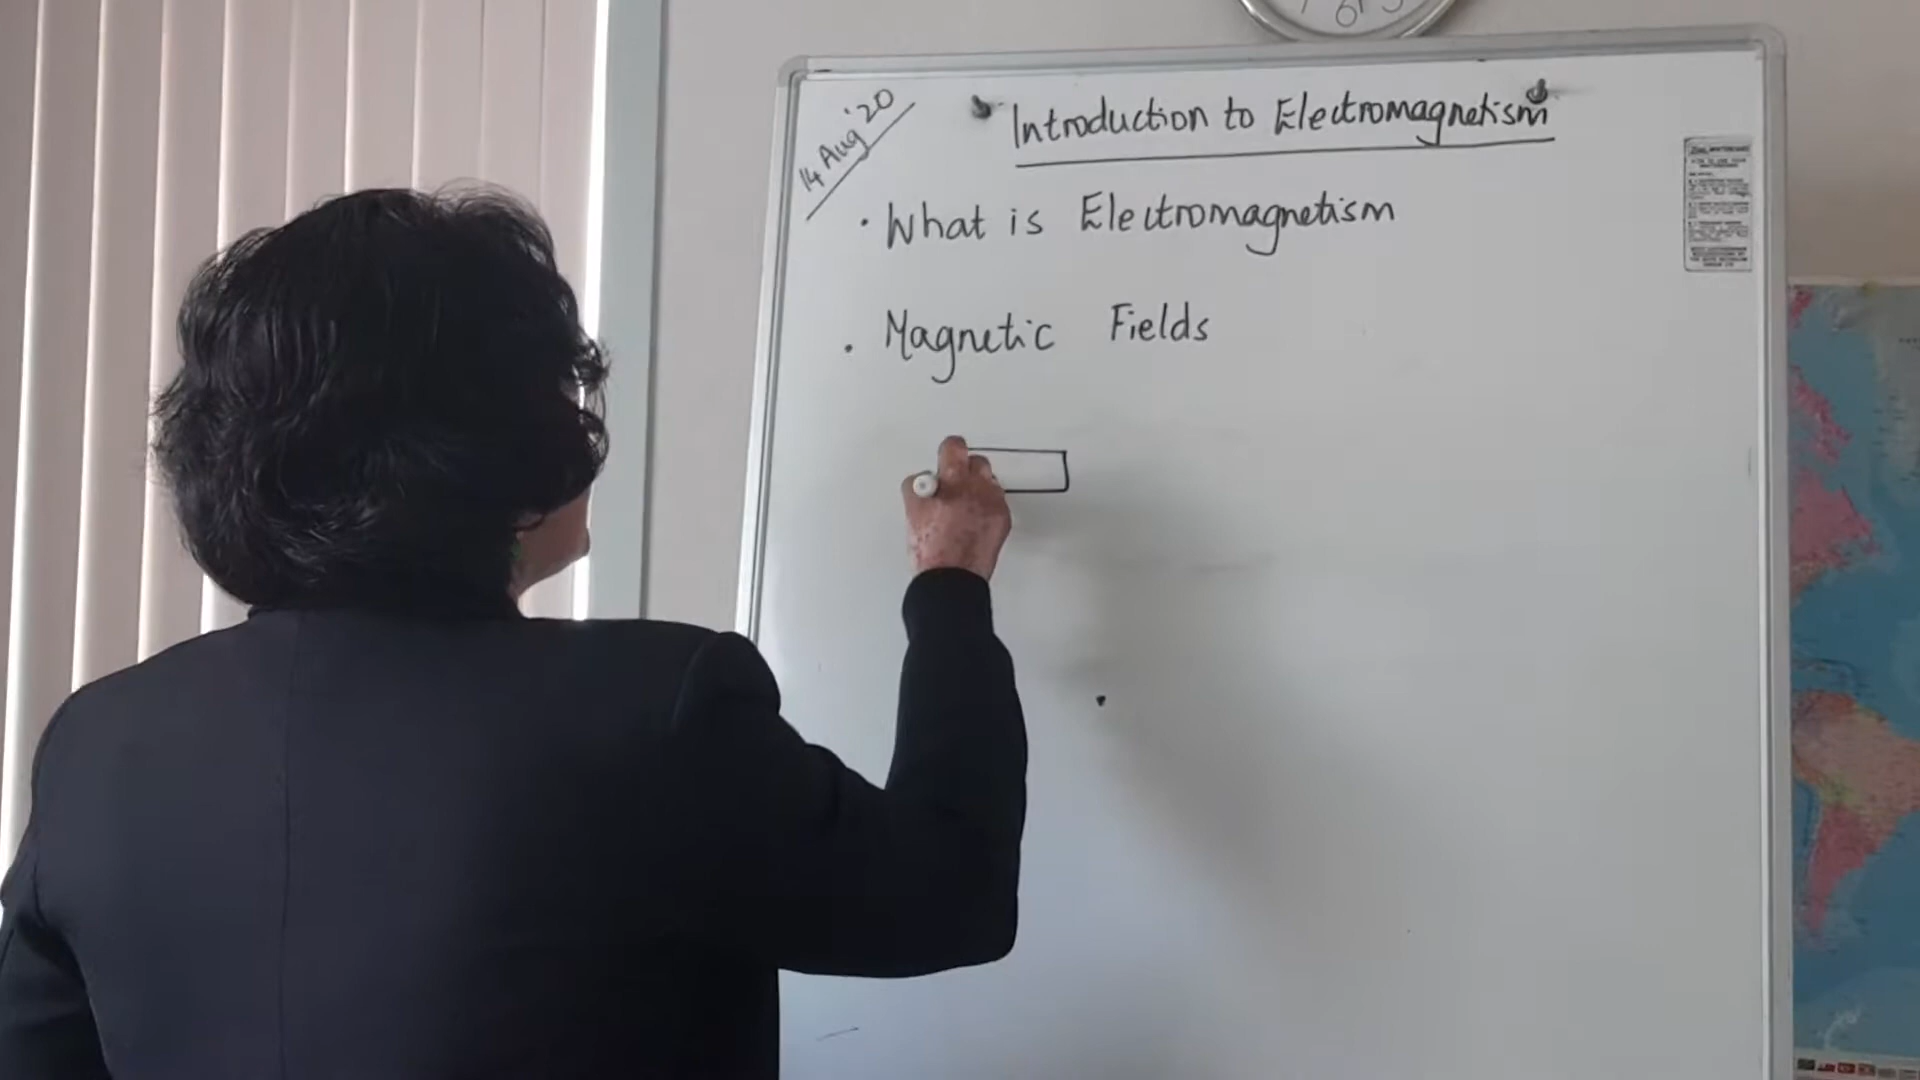 14 Aug '20
Introduction to Electromagnetism
· What is Electromagnetism
· Magnetic Fields